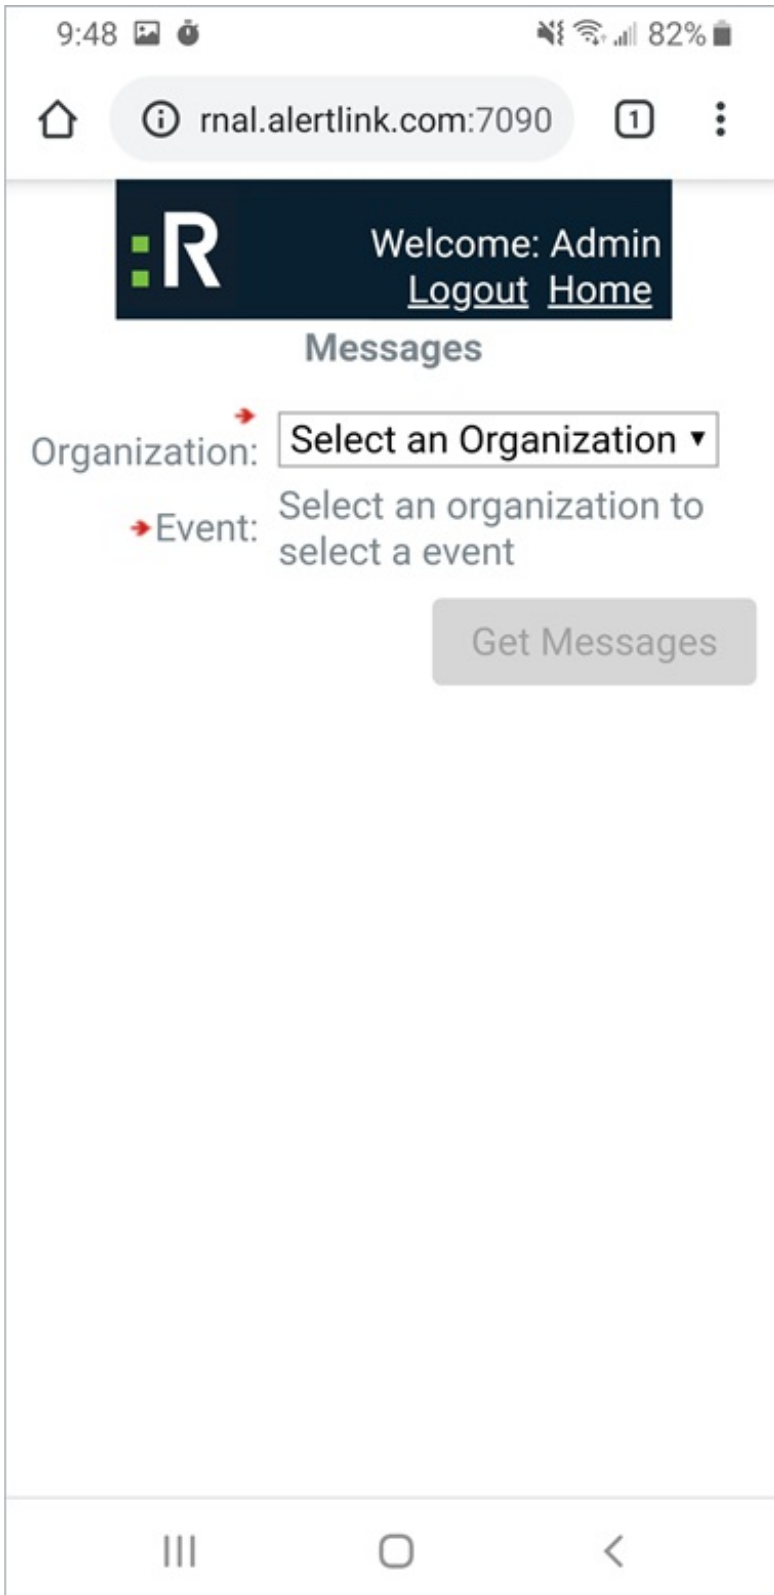 9:48 82%
rnal.alertlink.com:7090 1
:R
Welcome: Admin
Logout Home
Messages
Organization: Select an Organization
Event: Select an organization to
select a event
Get Messages